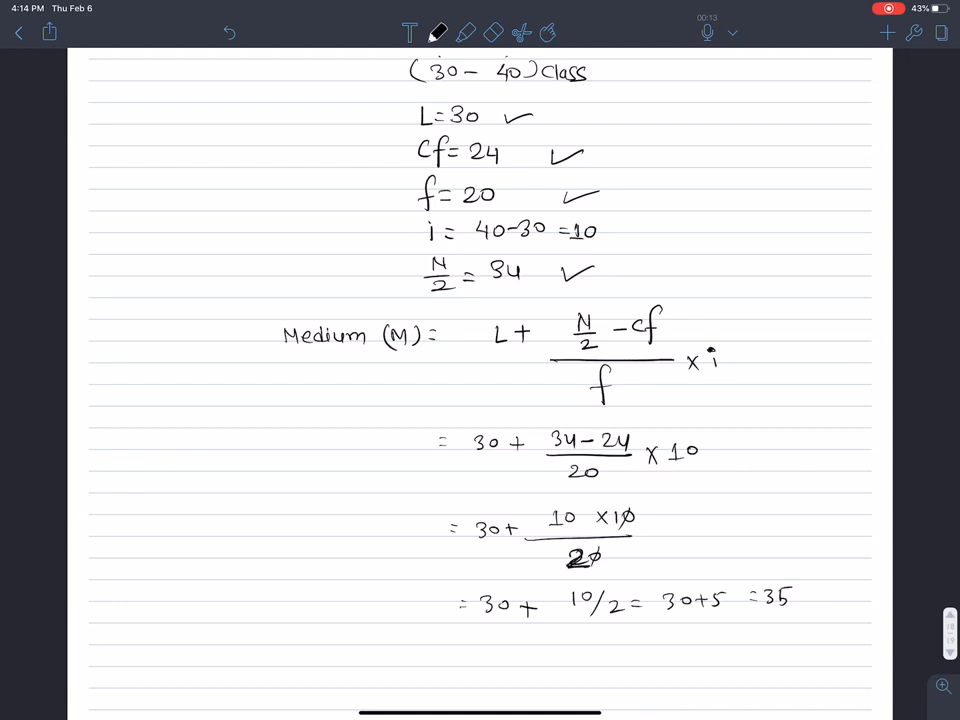 4:14 PM Thu Feb 6
00:13
43%
(30 - 40) class
L = 30 ✓
Cf = 24 ✓
f = 20 ✓
i = 40-30 = 10
N/2 = 34 ✓
Medium (M) = L + (N/2 - cf)/f × i
= 30 + (34-24)/20 × 10
= 30 + (10 × 10)/20
= 30 + 10/2 = 30+5 = 35
18
19